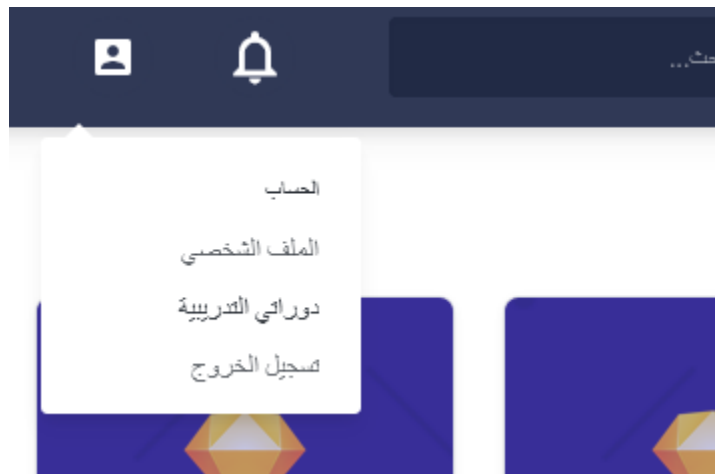 الحساب
الملف الشخصي
دوراتي التدريبية
تسجيل الخروج